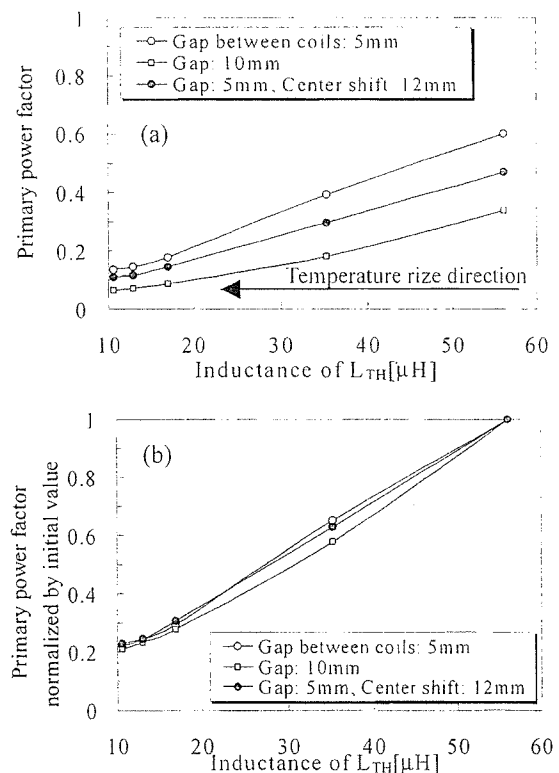 1
Gap between coils: 5mm
Gap: 10mm
Gap: 5mm, Center shift: 12mm
0.8
0.6
0.4
0.2
0
(a)
Primary power factor
Temperature rize direction
10 20 30 40 50 60
Inductance of LTH[μH]
1
0.8
0.6
0.4
0.2
0
(b)
Primary power factor
normalized by initial value
Gap between coils: 5mm
Gap: 10mm
Gap: 5mm, Center shift: 12mm
10 20 30 40 50 60
Inductance of LTH[μH]